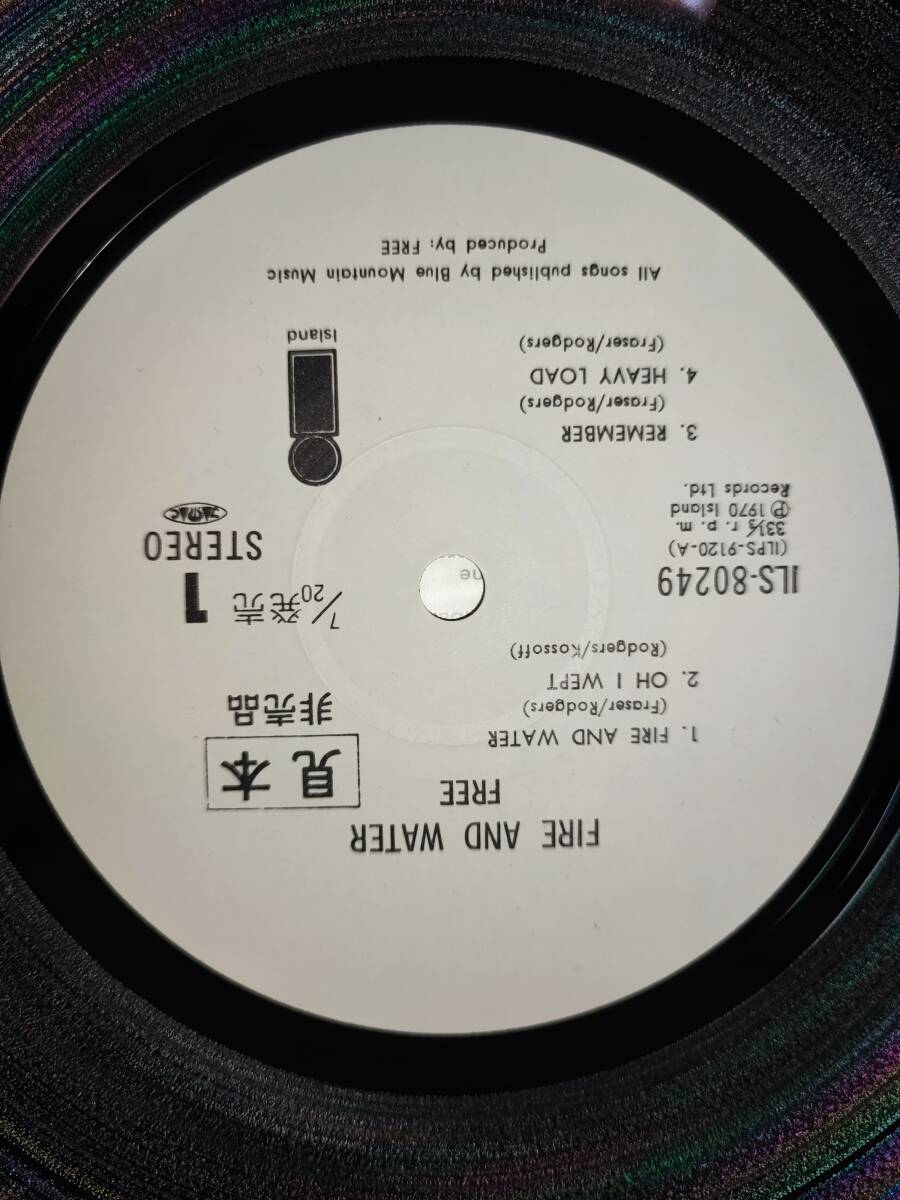 FIRE AND WATER
FREE
見本
非売品
1. FIRE AND WATER
(Fraser/Rodgers)
2. OH I WEPT
(Rodgers/Kossoff)
7/20発売
1
STEREO
JASRAC
ILS-80249
(ILPS-9120-A)
33⅓ r. p. m.
Ⓟ 1970 Island
Records Ltd.
3. REMEMBER
(Fraser/Rodgers)
4. HEAVY LOAD
(Fraser/Rodgers)
Island
All songs published by Blue Mountain Music
Produced by: FREE